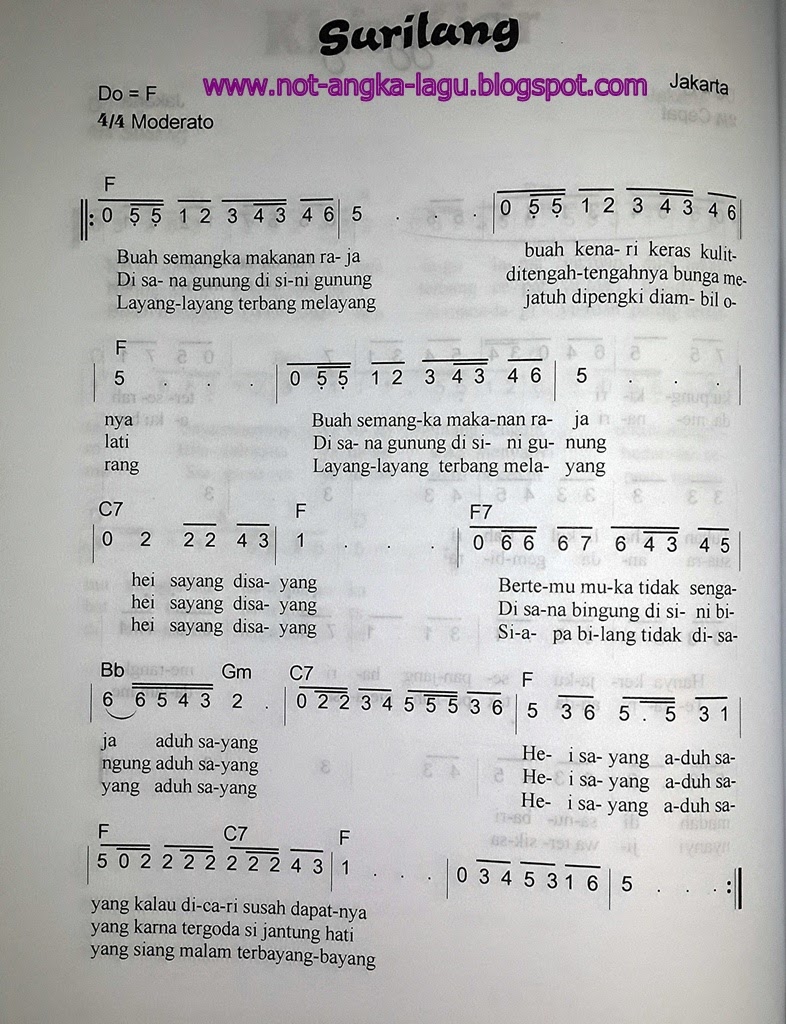 Surilang
www.not-angka-lagu.blogspot.com
Jakarta
Do = F
4/4 Moderato
F
‖: 0 5̣ 5̣ 1 2 3 4 3 4 6 | 5 . . . | 0 5̣ 5̣ 1 2 3 4 3 4 6 |
Buah semangka makanan ra- ja buah kena- ri keras kulit-
Di sa- na gunung di si-ni gunung ditengah-tengahnya bunga me-
Layang-layang terbang melayang jatuh dipengki diam- bil o-
F
| 5 . . . | 0 5̣ 5̣ 1 2 3 4 3 4 6 | 5 . . . |
nya Buah semang-ka maka-nan ra- ja
lati Di sa- na gunung di si- ni gu- nung
rang Layang-layang terbang mela- yang
C7 F F7
| 0 2 2 2 4 3 | 1 . . . | 0 6 6 6 7 6 4 3 4 5 |
hei sayang disa- yang Berte-mu mu-ka tidak senga-
hei sayang disa- yang Di sa-na bingung di si- ni bi-
hei sayang disa- yang Si-a- pa bi-lang tidak di- sa-
Bb Gm C7 F
| 6 6 5 4 3 2 . | 0 2 2 3 4 5 5 5 3 6 | 5 3 6 5 . 5 3 1 |
ja aduh sa-yang He- i sa- yang a-duh sa-
ngung aduh sa-yang He- i sa- yang a-duh sa-
yang aduh sa-yang He- i sa- yang a-duh sa-
F C7 F
| 5 0 2 2 2 2 2 2 2 4 3 | 1 . . . | 0 3 4 5 3 1 6 | 5 . . . :‖
yang kalau di-ca-ri susah dapat-nya
yang karna tergoda si jantung hati
yang siang malam terbayang-bayang